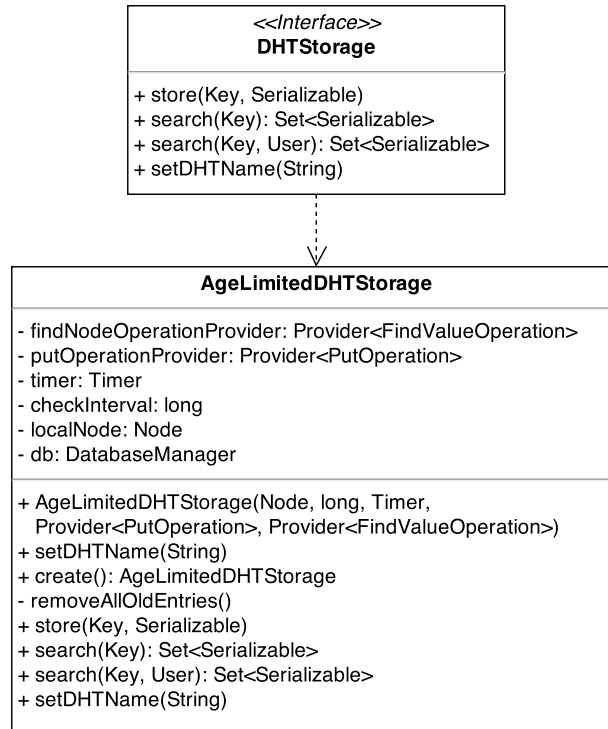 <<Interface>>
DHTStorage
+ store(Key, Serializable)
+ search(Key): Set<Serializable>
+ search(Key, User): Set<Serializable>
+ setDHTName(String)
AgeLimitedDHTStorage
- findNodeOperationProvider: Provider<FindValueOperation>
- putOperationProvider: Provider<PutOperation>
- timer: Timer
- checkInterval: long
- localNode: Node
- db: DatabaseManager
+ AgeLimitedDHTStorage(Node, long, Timer,
Provider<PutOperation>, Provider<FindValueOperation>)
+ setDHTName(String)
+ create(): AgeLimitedDHTStorage
- removeAllOldEntries()
+ store(Key, Serializable)
+ search(Key): Set<Serializable>
+ search(Key, User): Set<Serializable>
+ setDHTName(String)